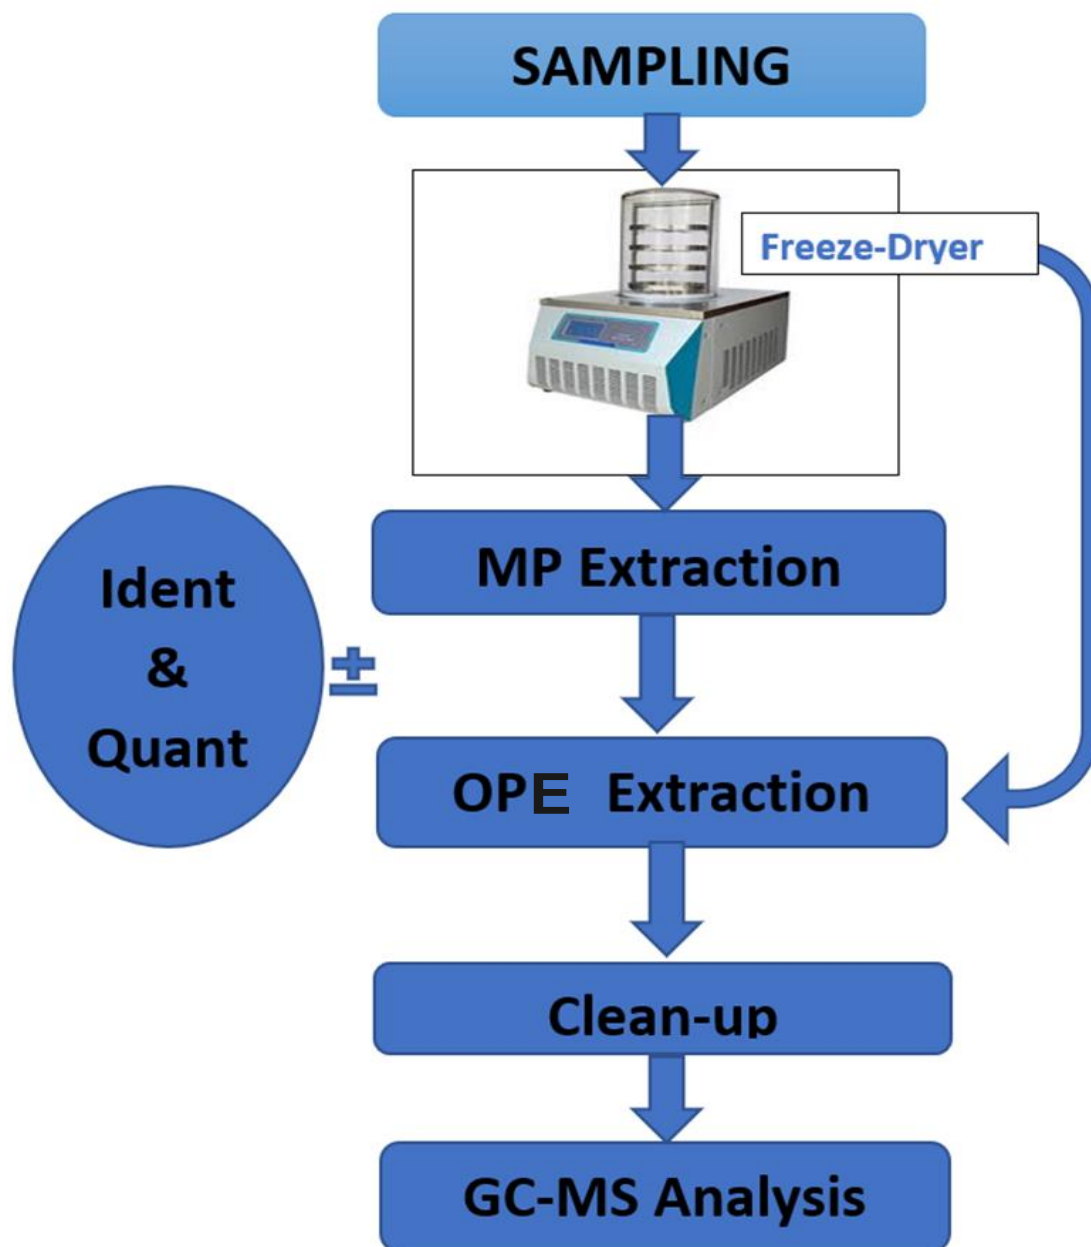 SAMPLING
Freeze-Dryer
MP Extraction
Ident
&
Quant
±
OPE Extraction
Clean-up
GC-MS Analysis